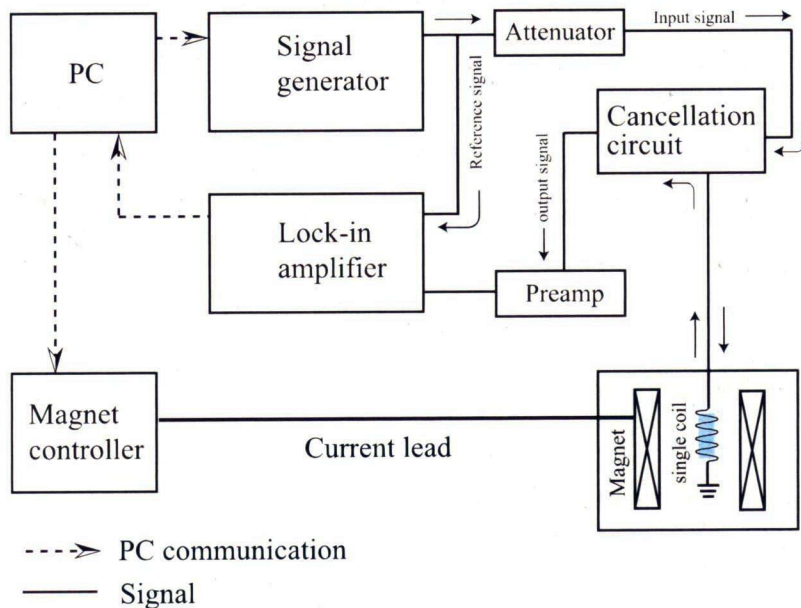 PC
Signal
generator
Attenuator
Input signal
Reference signal
output signal
Cancellation
circuit
Lock-in
amplifier
Preamp
Magnet
controller
Current lead
Magnet
single coil
PC communication
Signal